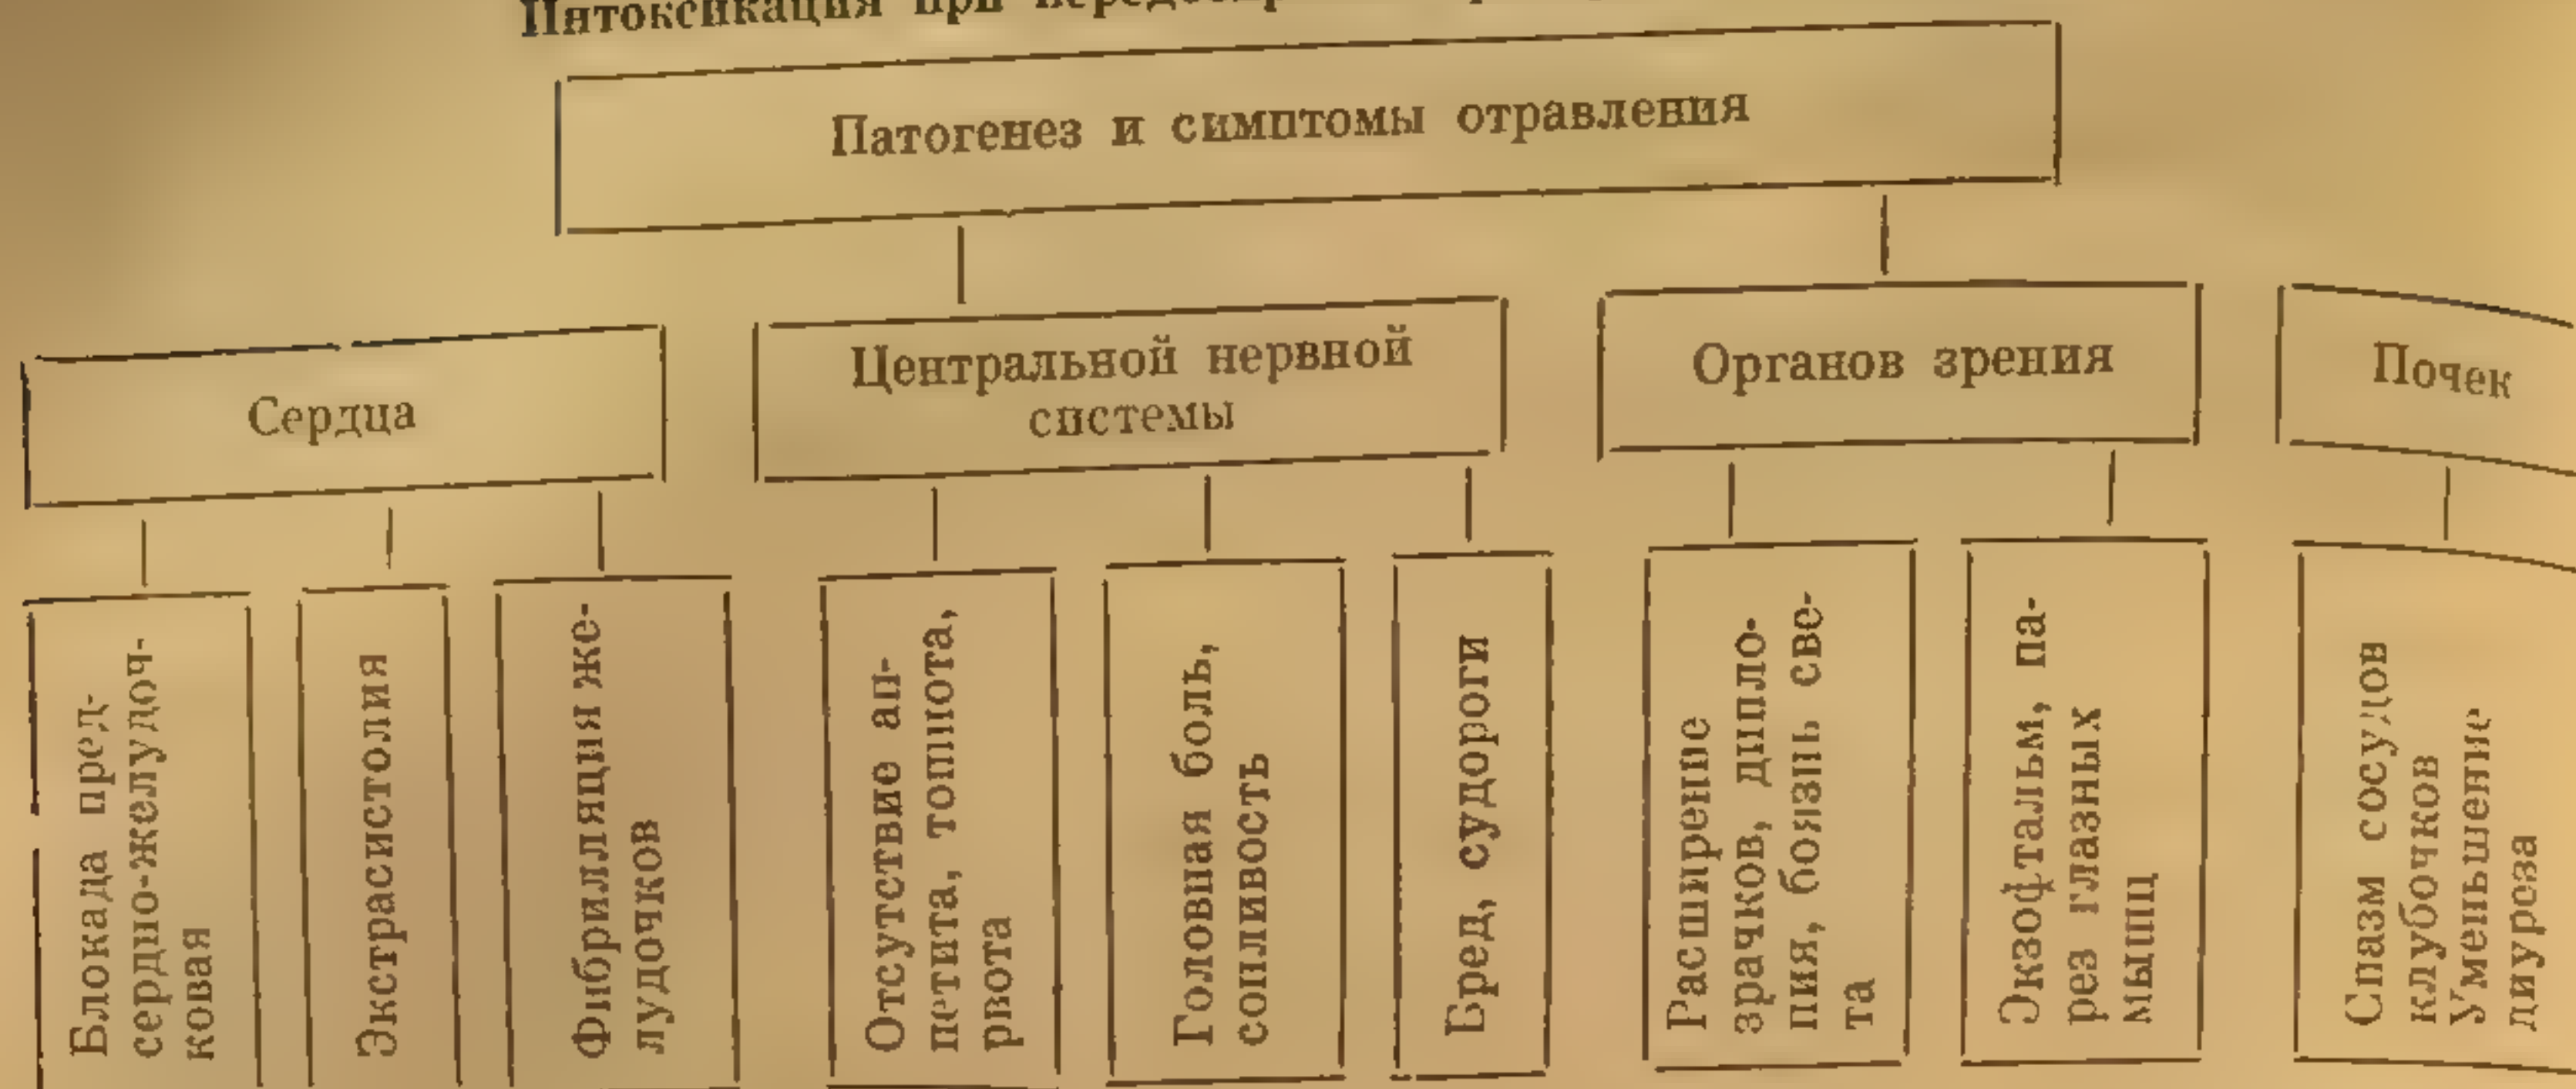 Интоксикация при
Патогенез и симптомы отравления
Сердца
Центральной нервной
системы
Органов зрения
Почек
Блокада пред-
сердно-желудоч-
ковая
Экстрасистолия
Фибрилляция же-
лудочков
Отсутствие ап-
петита, тошнота,
рвота
Головная боль,
сонливость
Бред, судороги
Расширение
зрачков, дипло-
пия, боязнь све-
та
Экзофтальм, па-
рез глазных
мышц
Спазм сосудов
клубочков
Уменьшение
диуреза